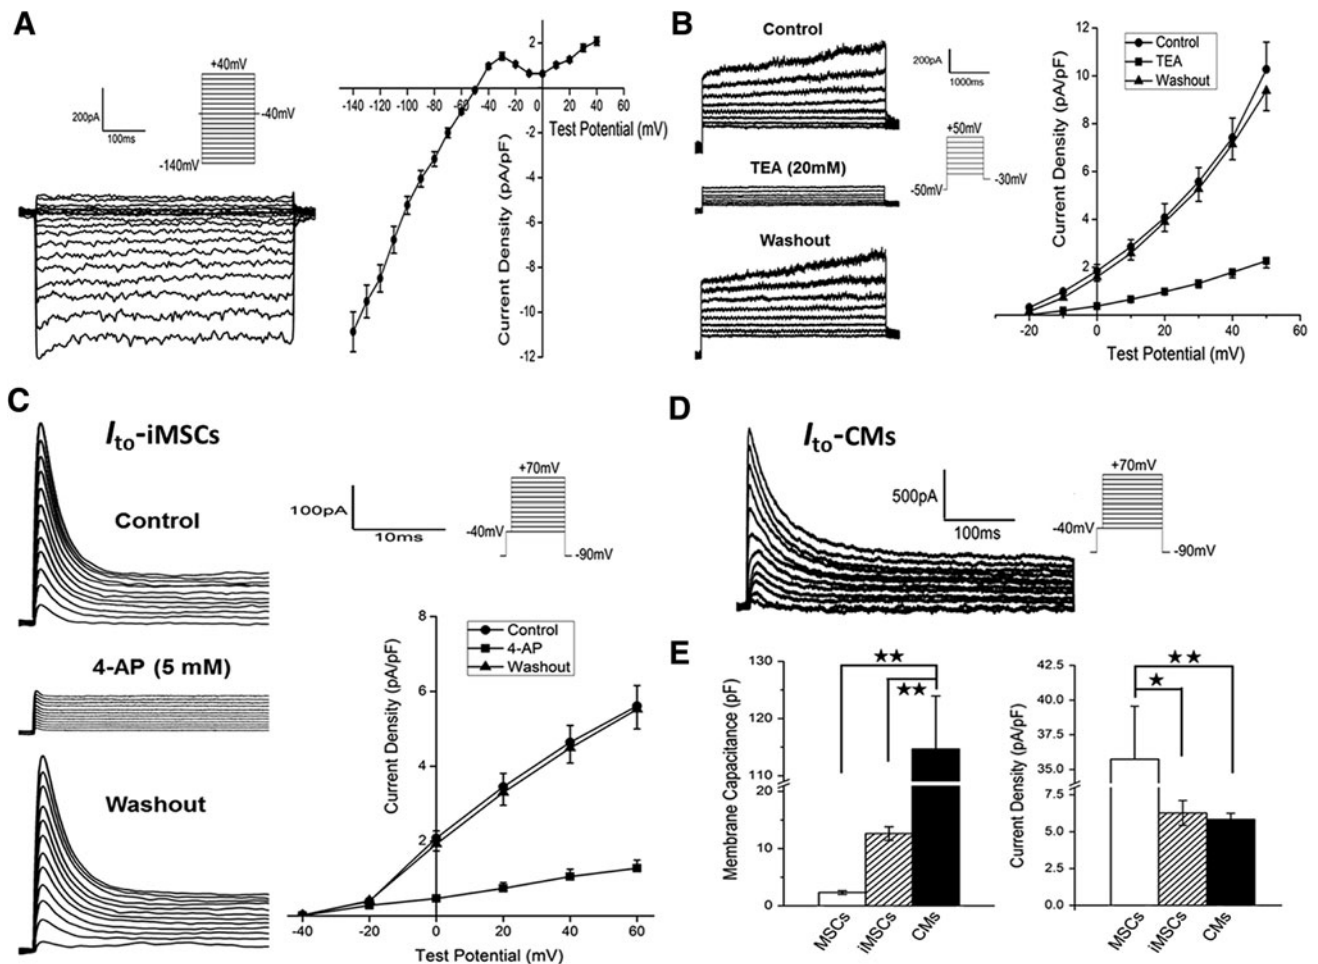 A
+40mV
-40mV
200pA
100ms
-140mV
2
-140 -120 -100 -80 -60 -40 -20 0 20 40 60
Test Potential (mV)
-2
-4
-6
-8
-10
-12
Current Density (pA/pF)
B
Control
200pA
1000ms
TEA (20mM)
+50mV
-50mV
-30mV
Washout
12
10
8
6
4
2
Control
TEA
Washout
Current Density (pA/pF)
-20 0 20 40 60
Test Potential (mV)
C
Ito-iMSCs
Control
100pA
10ms
+70mV
-40mV
-90mV
4-AP (5 mM)
Washout
8
6
4
2
Control
4-AP
Washout
Current Density (pA/pF)
-40 -20 0 20 40 60
Test Potential (mV)
D
Ito-CMs
500pA
100ms
+70mV
-40mV
-90mV
E
130
120
110
20
10
0
Membrane Capacitance (pF)
★★
★★
MSCs iMSCs CMs
42.5
40.0
37.5
35.0
7.5
5.0
2.5
0.0
Current Density (pA/pF)
★★
★
MSCs iMSCs CMs